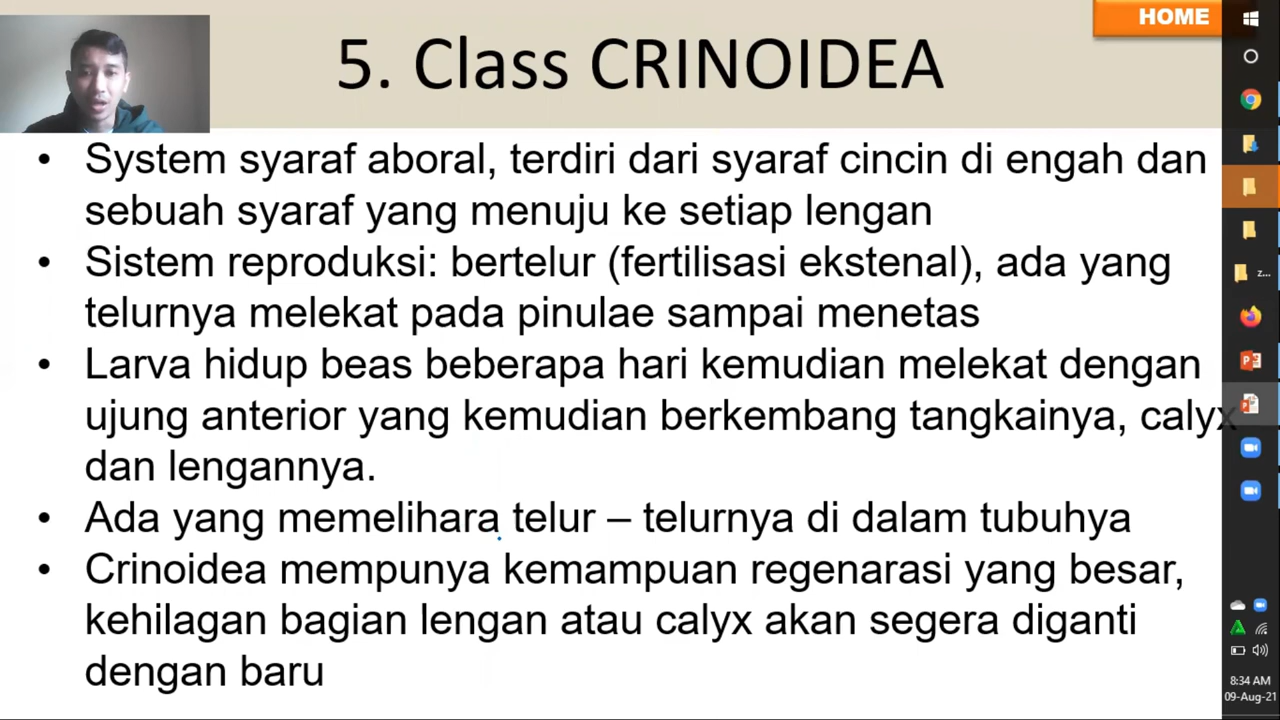 HOME
5. Class CRINOIDEA
• System syaraf aboral, terdiri dari syaraf cincin di engah dan
sebuah syaraf yang menuju ke setiap lengan
• Sistem reproduksi: bertelur (fertilisasi ekstenal), ada yang
telurnya melekat pada pinulae sampai menetas
• Larva hidup beas beberapa hari kemudian melekat dengan
ujung anterior yang kemudian berkembang tangkainya, calyx
dan lengannya.
• Ada yang memelihara telur – telurnya di dalam tubuhya
• Crinoidea mempunya kemampuan regenarasi yang besar,
kehilagan bagian lengan atau calyx akan segera diganti
dengan baru
z...
8:34 AM
09-Aug-21